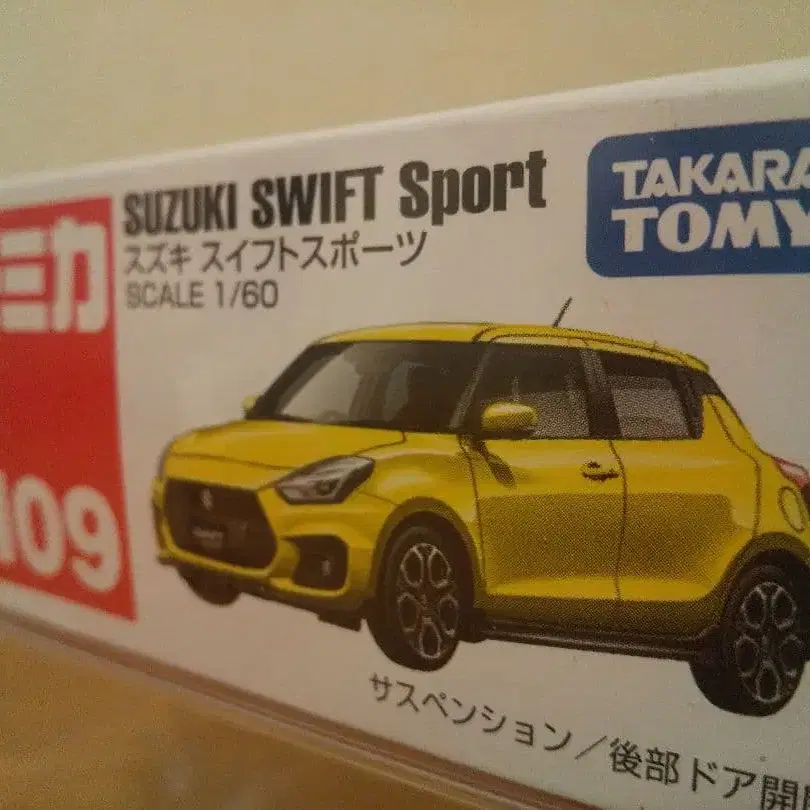 SUZUKI SWIFT Sport
スズキ スイフトスポーツ
SCALE 1/60
TAKARA
TOMY
ミカ
109
サスペンション/後部ドア開